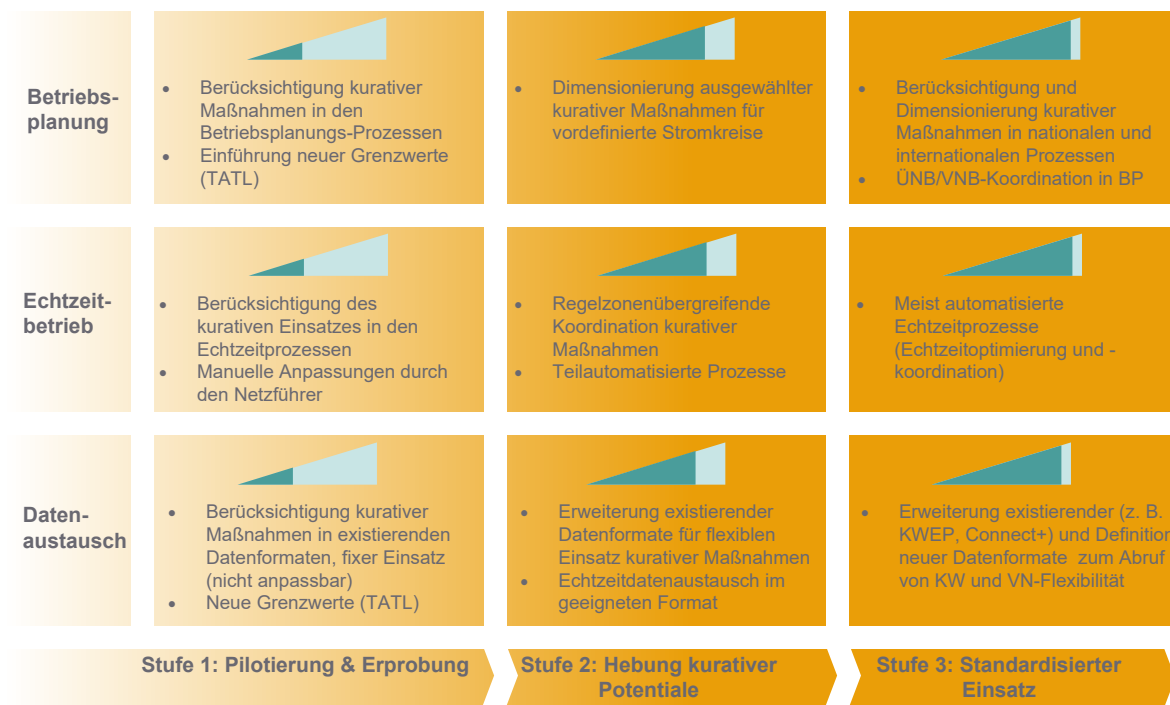 Betriebs-
planung
• Berücksichtigung kurativer
Maßnahmen in den
Betriebsplanungs-Prozessen
• Einführung neuer Grenzwerte
(TATL)
• Dimensionierung ausgewählter
kurativer Maßnahmen für
vordefinierte Stromkreise
• Berücksichtigung und
Dimensionierung kurativer
Maßnahmen in nationalen und
internationalen Prozessen
• ÜNB/VNB-Koordination in BP
Echtzeit-
betrieb
• Berücksichtigung des
kurativen Einsatzes in den
Echtzeitprozessen
• Manuelle Anpassungen durch
den Netzführer
• Regelzonenübergreifende
Koordination kurativer
Maßnahmen
• Teilautomatisierte Prozesse
• Meist automatisierte
Echtzeitprozesse
(Echtzeitoptimierung und -
koordination)
Daten-
austausch
• Berücksichtigung kurativer
Maßnahmen in existierenden
Datenformaten, fixer Einsatz
(nicht anpassbar)
• Neue Grenzwerte (TATL)
• Erweiterung existierender
Datenformate für flexiblen
Einsatz kurativer Maßnahmen
• Echtzeitdatenaustausch im
geeigneten Format
• Erweiterung existierender (z. B.
KWEP, Connect+) und Definition
neuer Datenformate zum Abruf
von KW und VN-Flexibilität
Stufe 1: Pilotierung & Erprobung
Stufe 2: Hebung kurativer
Potentiale
Stufe 3: Standardisierter
Einsatz